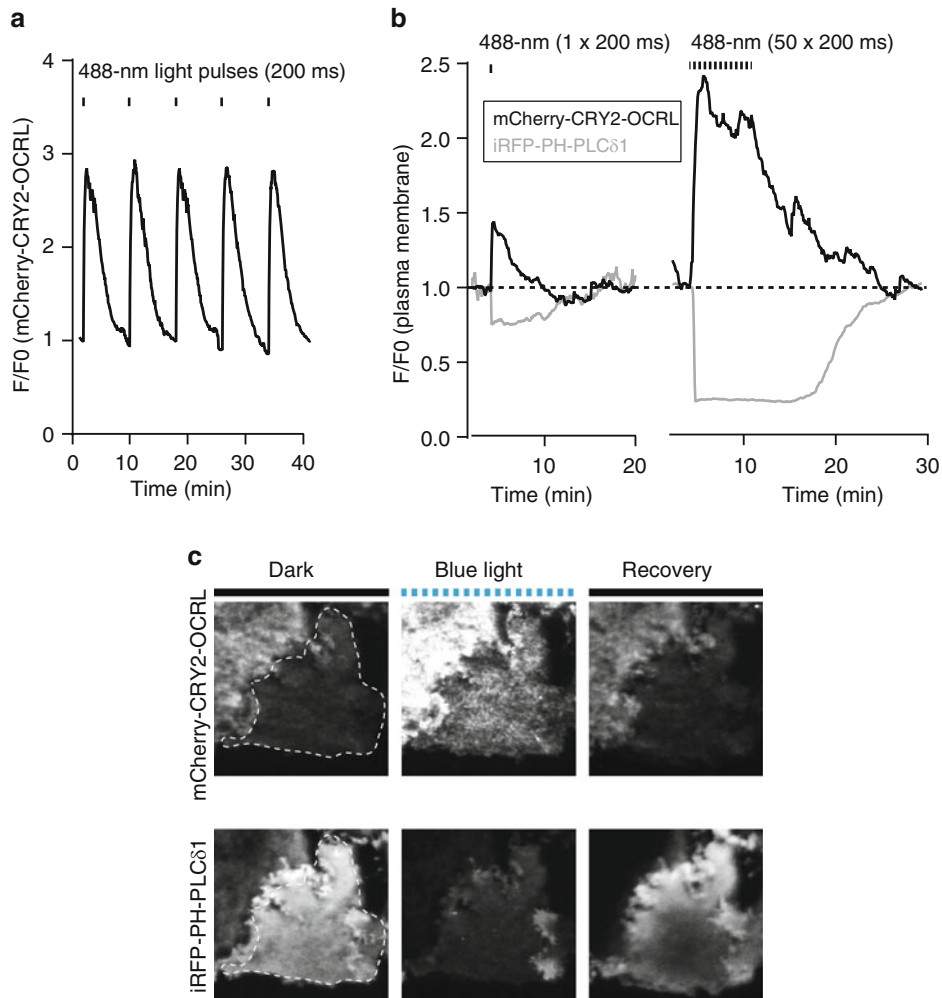 a
488-nm light pulses (200 ms)
F/F0 (mCherry-CRY2-OCRL)
4
3
2
1
0
0 10 20 30 40
Time (min)
b
488-nm (1 x 200 ms)
488-nm (50 x 200 ms)
mCherry-CRY2-OCRL
iRFP-PH-PLCδ1
F/F0 (plasma membrane)
2.5
2.0
1.5
1.0
0.5
0.0
10 20
Time (min)
10 20 30
Time (min)
c
Dark
Blue light
Recovery
mCherry-CRY2-OCRL
iRFP-PH-PLCδ1